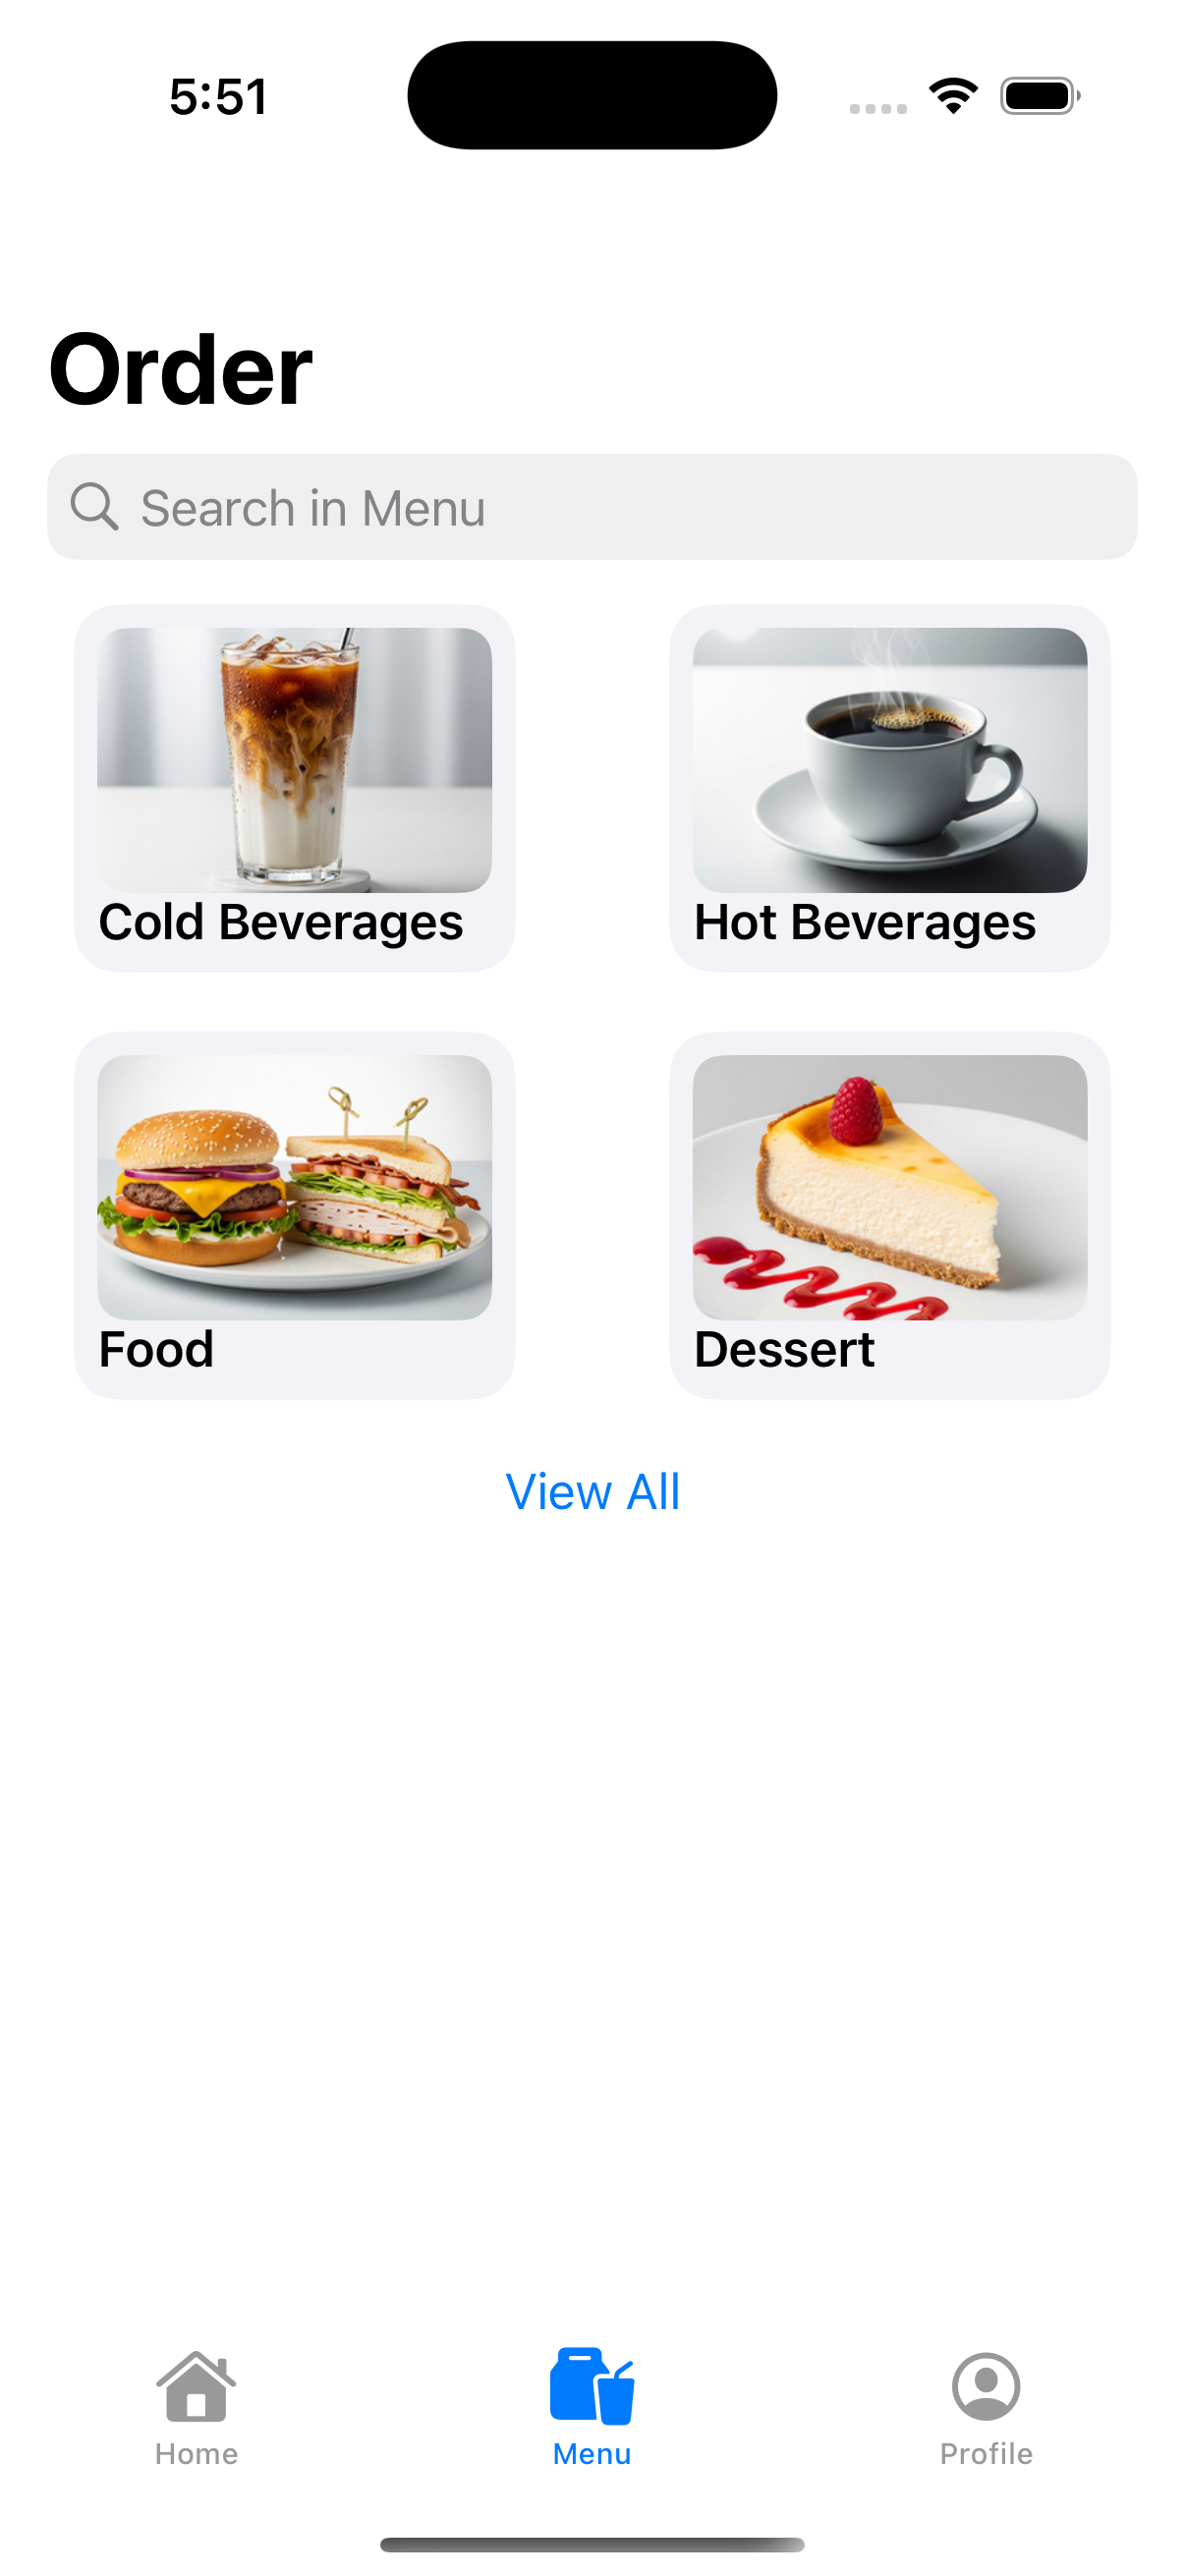 5:51
Order
Search in Menu
Cold Beverages
Hot Beverages
Food
Dessert
View All
Home
Menu
Profile